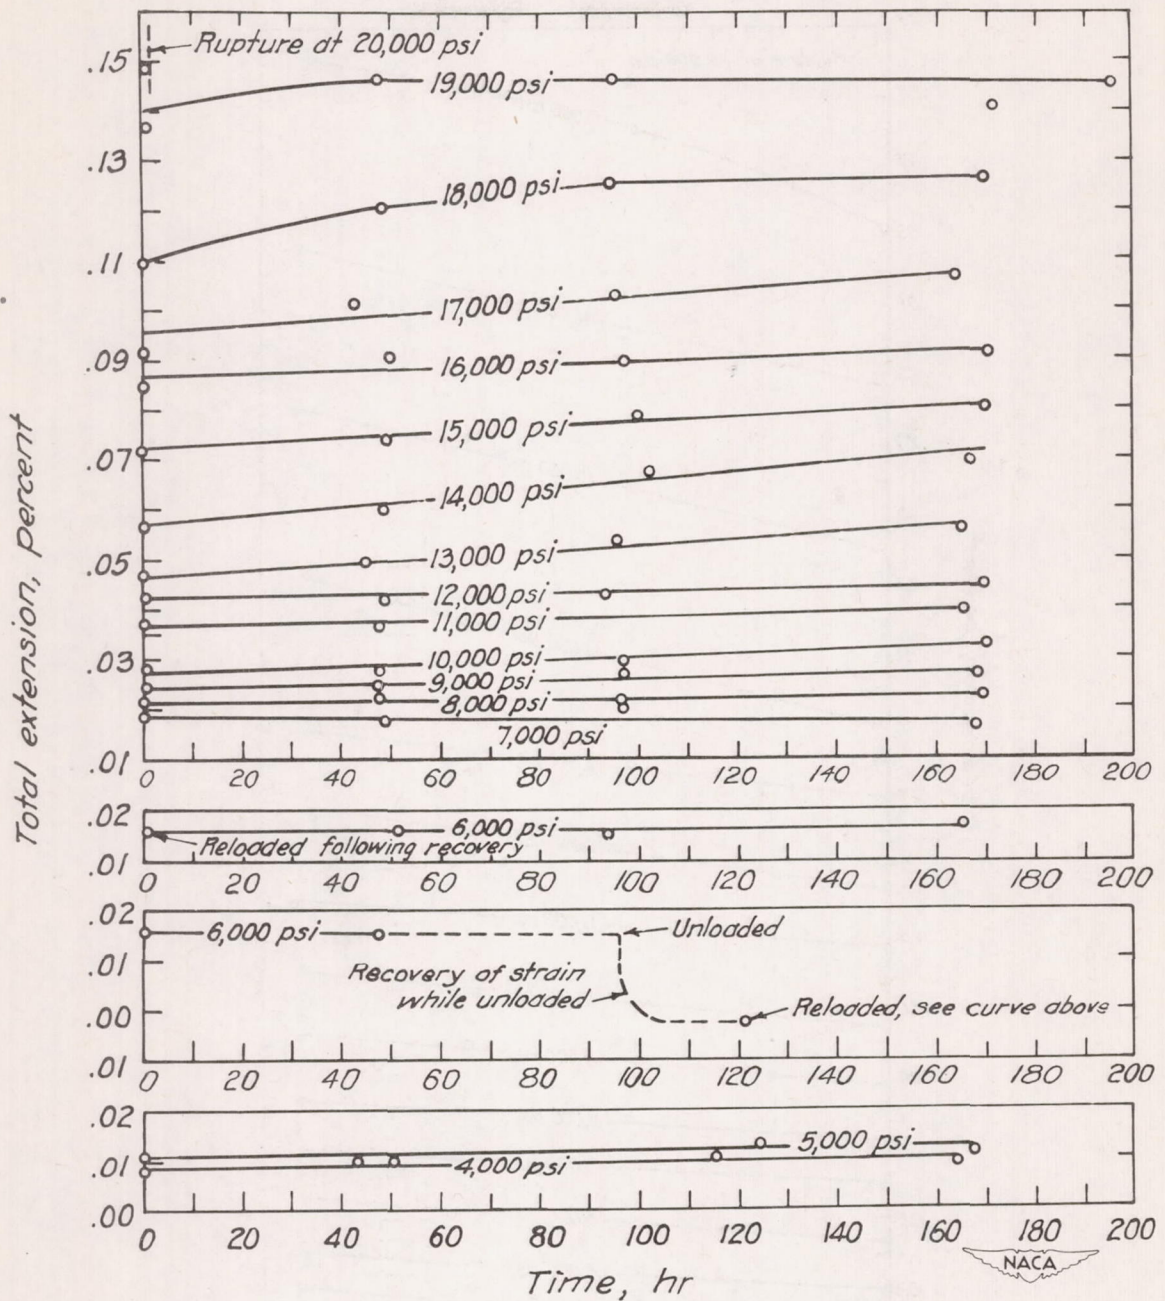 Total extension, percent
Rupture at 20,000 psi
.15
19,000 psi
.13
18,000 psi
.11
17,000 psi
.09
16,000 psi
15,000 psi
.07
14,000 psi
13,000 psi
.05
12,000 psi
11,000 psi
.03
10,000 psi
9,000 psi
8,000 psi
7,000 psi
.01
0 20 40 60 80 100 120 140 160 180 200
.02
6,000 psi
Reloaded following recovery
.01
0 20 40 60 80 100 120 140 160 180 200
.02
6,000 psi
Unloaded
.01
Recovery of strain
while unloaded
.00
Reloaded, see curve above
.01
0 20 40 60 80 100 120 140 160 180 200
.02
5,000 psi
.01
4,000 psi
.00
0 20 40 60 80 100 120 140 160 180 200
Time, hr
NACA